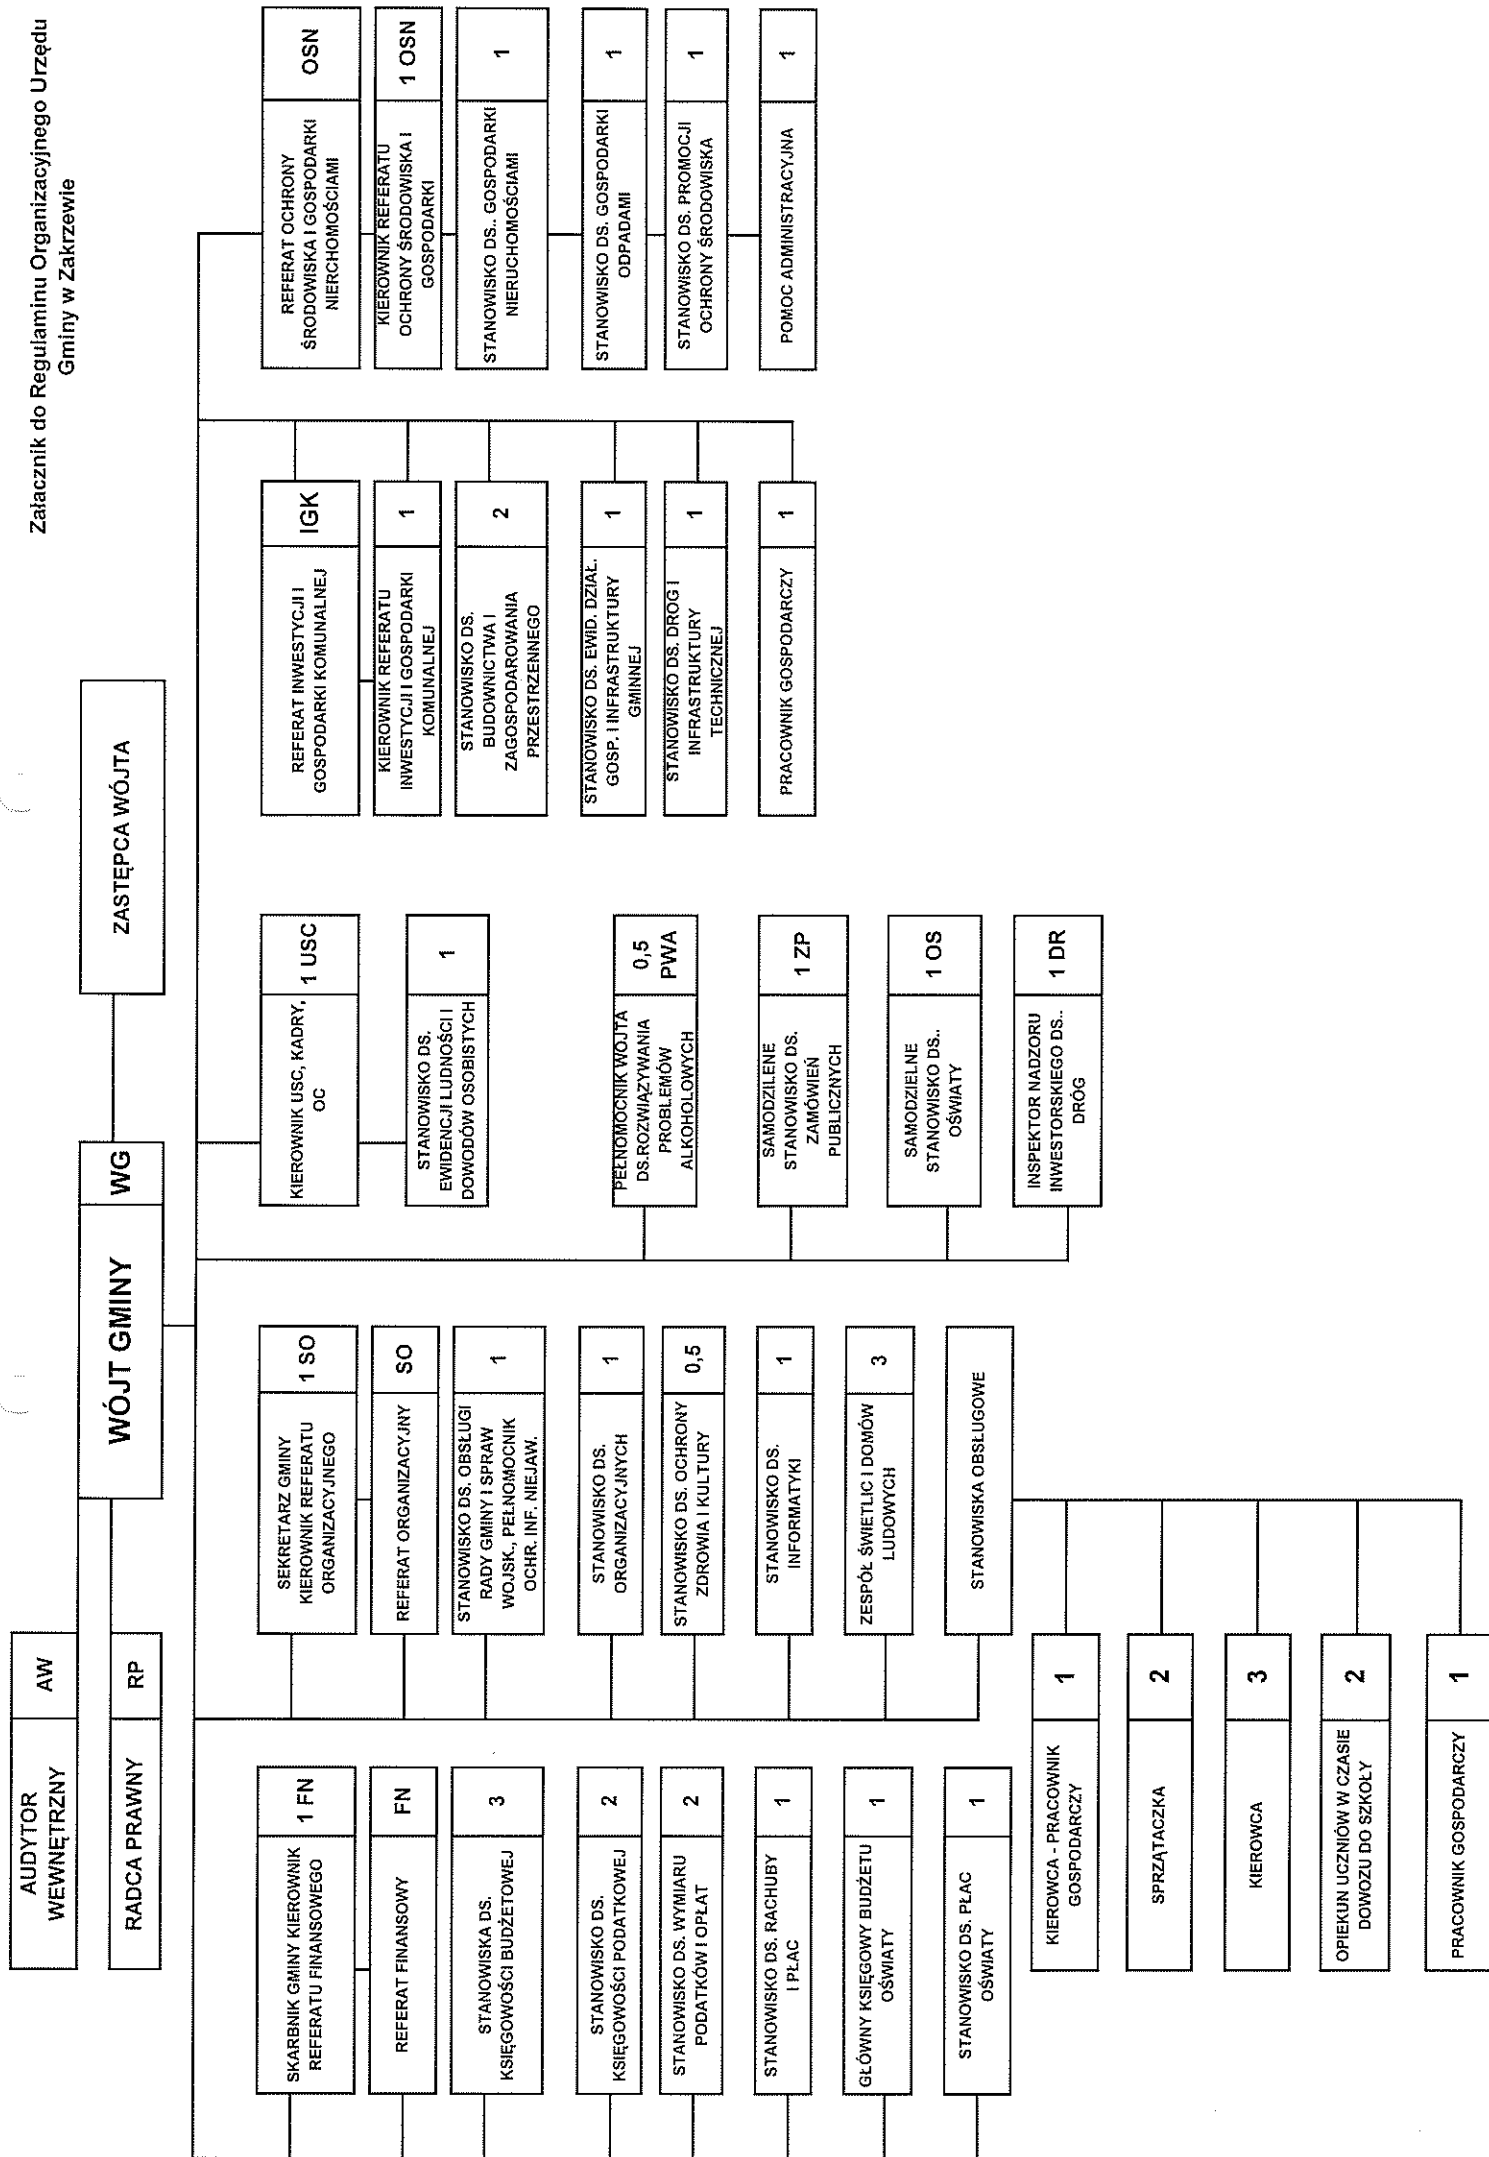 Załacznik do Regulaminu Organizacyjnego Urzędu
Gminy w Zakrzewie
AUDYTOR
WEWNĘTRZNY
AW
RADCA PRAWNY
RP
WÓJT GMINY
WG
ZASTĘPCA WÓJTA
SKARBNIK GMINY KIEROWNIK
REFERATU FINANSOWEGO
1 FN
REFERAT FINANSOWY
FN
STANOWISKA DS.
KSIĘGOWOŚCI BUDŻETOWEJ
3
STANOWISKO DS.
KSIĘGOWOŚCI PODATKOWEJ
2
STANOWISKO DS. WYMIARU
PODATKÓW I OPŁAT
2
STANOWISKO DS. RACHUBY
I PŁAC
1
GŁÓWNY KSIĘGOWY BUDŻETU
OŚWIATY
1
STANOWISKO DS. PŁAC
OŚWIATY
1
SEKRETARZ GMINY
KIEROWNIK REFERATU
ORGANIZACYJNEGO
1 SO
REFERAT ORGANIZACYJNY
SO
STANOWISKO DS. OBSŁUGI
RADY GMINY I SPRAW
WOJSK., PEŁNOMOCNIK
OCHR. INF. NIEJAW.
1
STANOWISKO DS.
ORGANIZACYJNYCH
1
STANOWISKO DS. OCHRONY
ZDROWIA I KULTURY
0,5
STANOWISKO DS.
INFORMATYKI
1
ZESPÓŁ ŚWIETLIC I DOMÓW
LUDOWYCH
3
STANOWISKA OBSŁUGOWE
KIEROWCA - PRACOWNIK
GOSPODARCZY
1
SPRZĄTACZKA
2
KIEROWCA
3
OPIEKUN UCZNIÓW W CZASIE
DOWOZU DO SZKOŁY
2
PRACOWNIK GOSPODARCZY
1
KIEROWNIK USC, KADRY,
OC
1 USC
STANOWISKO DS.
EWIDENCJI LUDNOŚCI I
DOWODÓW OSOBISTYCH
1
PEŁNOMOCNIK WÓJTA
DS.ROZWIĄZYWANIA
PROBLEMÓW
ALKOHOLOWYCH
0,5
PWA
SAMODZILENE
STANOWISKO DS.
ZAMÓWIEŃ
PUBLICZNYCH
1 ZP
SAMODZIELNE
STANOWISKO DS..
OŚWIATY
1 OS
INSPEKTOR NADZORU
INWESTORSKIEGO DS..
DRÓG
1 DR
REFERAT INWESTYCJI I
GOSPODARKI KOMUNALNEJ
IGK
KIEROWNIK REFERATU
INWESTYCJI I GOSPODARKI
KOMUNALNEJ
1
STANOWISKO DS.
BUDOWNICTWA I
ZAGOSPODAROWANIA
PRZESTRZENNEGO
2
STANOWISKO DS. EWID. DZIAŁ.
GOSP. I INFRASTRUKTURY
GMINNEJ
1
STANOWISKO DS. DROG I
INFRASTRUKTURY
TECHNICZNEJ
1
PRACOWNIK GOSPODARCZY
1
REFERAT OCHRONY
ŚRODOWISKA I GOSPODARKI
NIERCHOMOŚCIAMI
OSN
KIEROWNIK REFERATU
OCHRONY ŚRODOWISKA I
GOSPODARKI
1 OSN
STANOWISKO DS.. GOSPODARKI
NIERUCHOMOŚCIAMI
1
STANOWISKO DS. GOSPODARKI
ODPADAMI
1
STANOWISKO DS. PROMOCJI
OCHRONY ŚRODOWISKA
1
POMOC ADMINISTRACYJNA
1